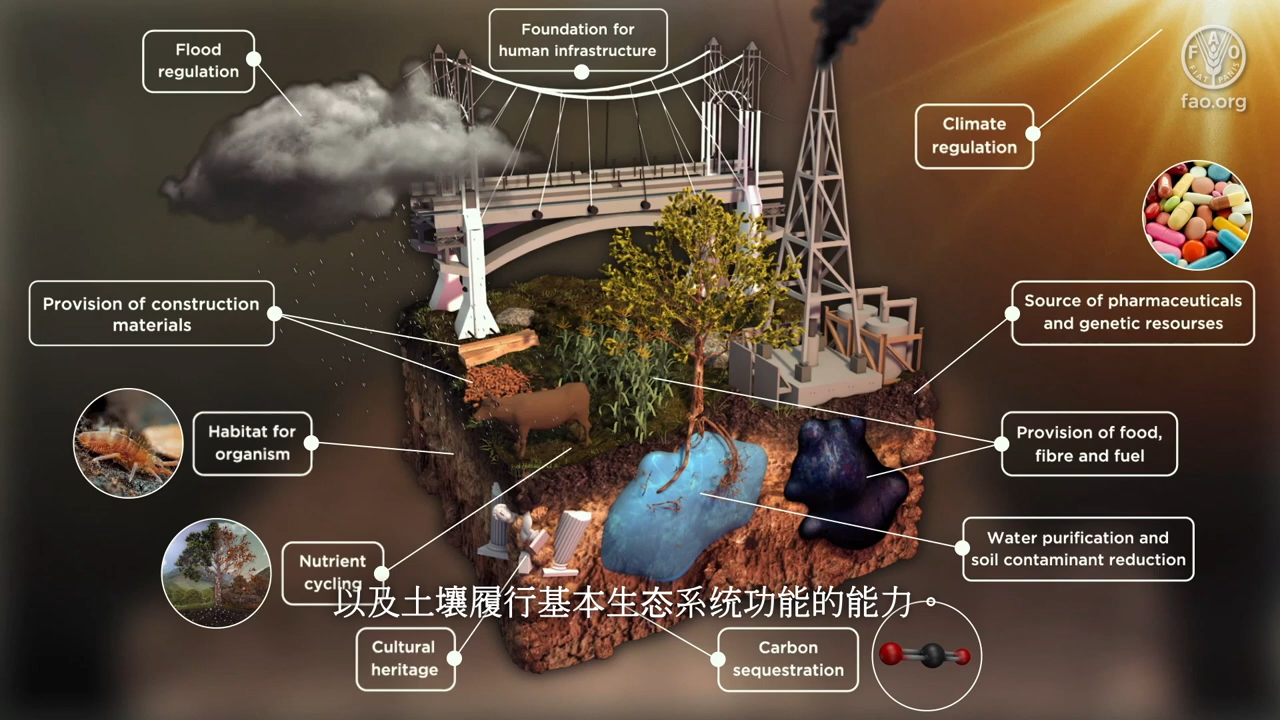 Foundation for
human infrastructure
Flood
regulation
F A O
FIAT PANIS
fao.org
Climate
regulation
Provision of construction
materials
Source of pharmaceuticals
and genetic resourses
Habitat for
organism
Provision of food,
fibre and fuel
Water purification and
soil contaminant reduction
Nutrient
cycling
以及土壤履行基本生态系统功能的能力。
Cultural
heritage
Carbon
sequestration